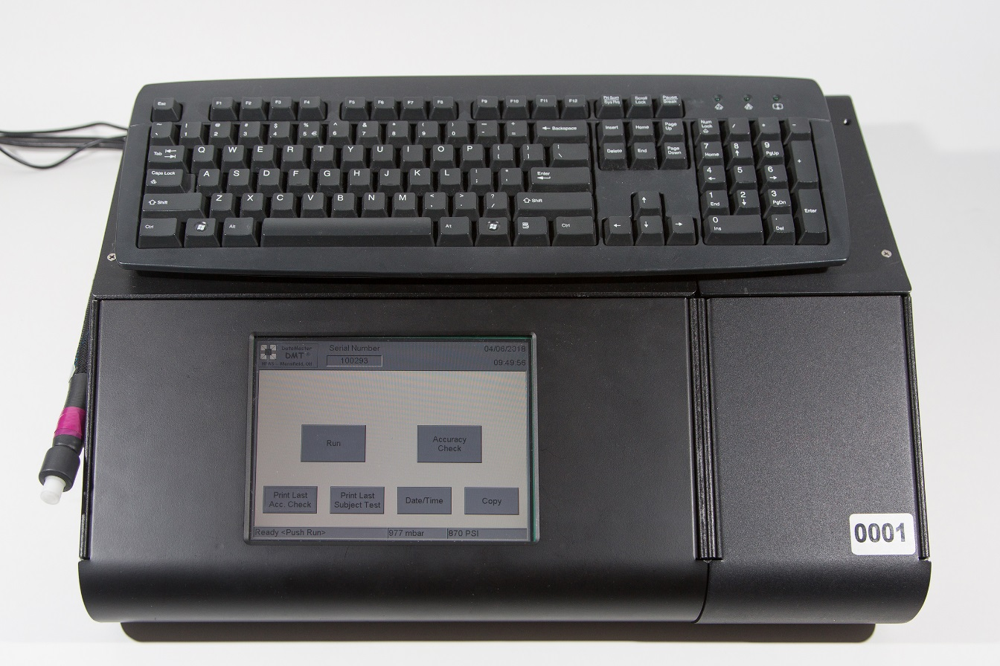 Esc F1 F2 F3 F4 F5 F6 F7 F8 F9 F10 F11 F12 Prt Scrn SysRq Scroll Lock Pause Break
~ ! 1 @ 2 # 3 $ 4 % 5 € ^ 6 & 7 * 8 ( 9 ) 0 — - + = Backspace Insert Home Page Up Num Lock / * -
Tab Q W E R T Y U I O P { [ } ] | \ Delete End Page Down 7 Home 8 9 PgUp +
Caps Lock A S D F G H J K L : ; " ' Enter 4 5 6
Shift Z X C V B N M < , > . ? / Shift 1 End 2 3 PgDn Enter
Ctrl Alt Alt Ctrl 0 Ins . Del
DataMaster
DMT
Mansfield, OH
Serial Number
100293
04/06/2018
09:49:56
Run
Accuracy
Check
Print Last
Acc. Check
Print Last
Subject Test
Date/Time
Copy
Ready <Push Run> 977 mbar 870 PSI
0001